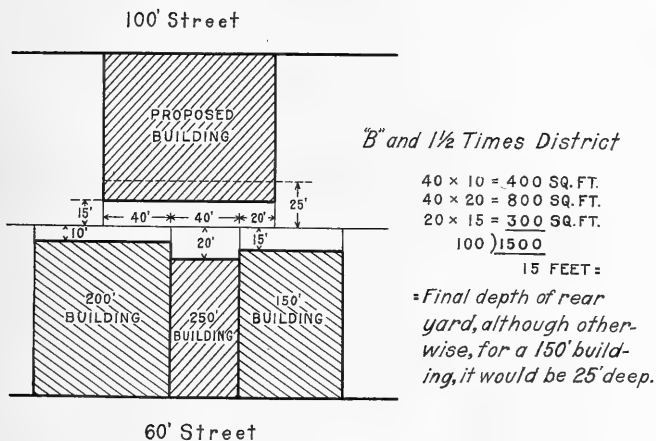 100' Street
PROPOSED
BUILDING
"B" and 1½ Times District
40 × 10 = 400 SQ. FT.
40 × 20 = 800 SQ. FT.
20 × 15 = 300 SQ. FT.
100 ) 1500
15 FEET =
= Final depth of rear
yard, although other-
wise, for a 150' build-
ing, it would be 25' deep.
15'
40'
40'
20'
25'
10'
20'
15'
200'
BUILDING
250'
BUILDING
150'
BUILDING
60' Street